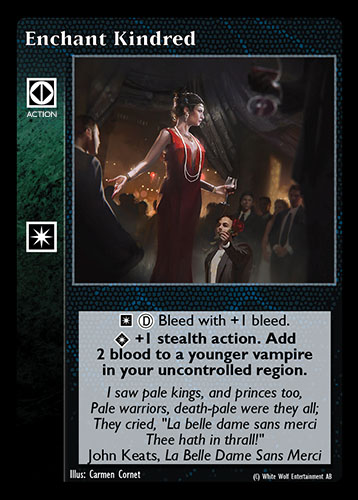 Enchant Kindred
ACTION
D Bleed with +1 bleed.
+1 stealth action. Add
2 blood to a younger vampire
in your uncontrolled region.
I saw pale kings, and princes too,
Pale warriors, death-pale were they all;
They cried, "La belle dame sans merci
Thee hath in thrall!"
John Keats, La Belle Dame Sans Merci
Illus: Carmen Cornet
(C) White Wolf Entertainment AB